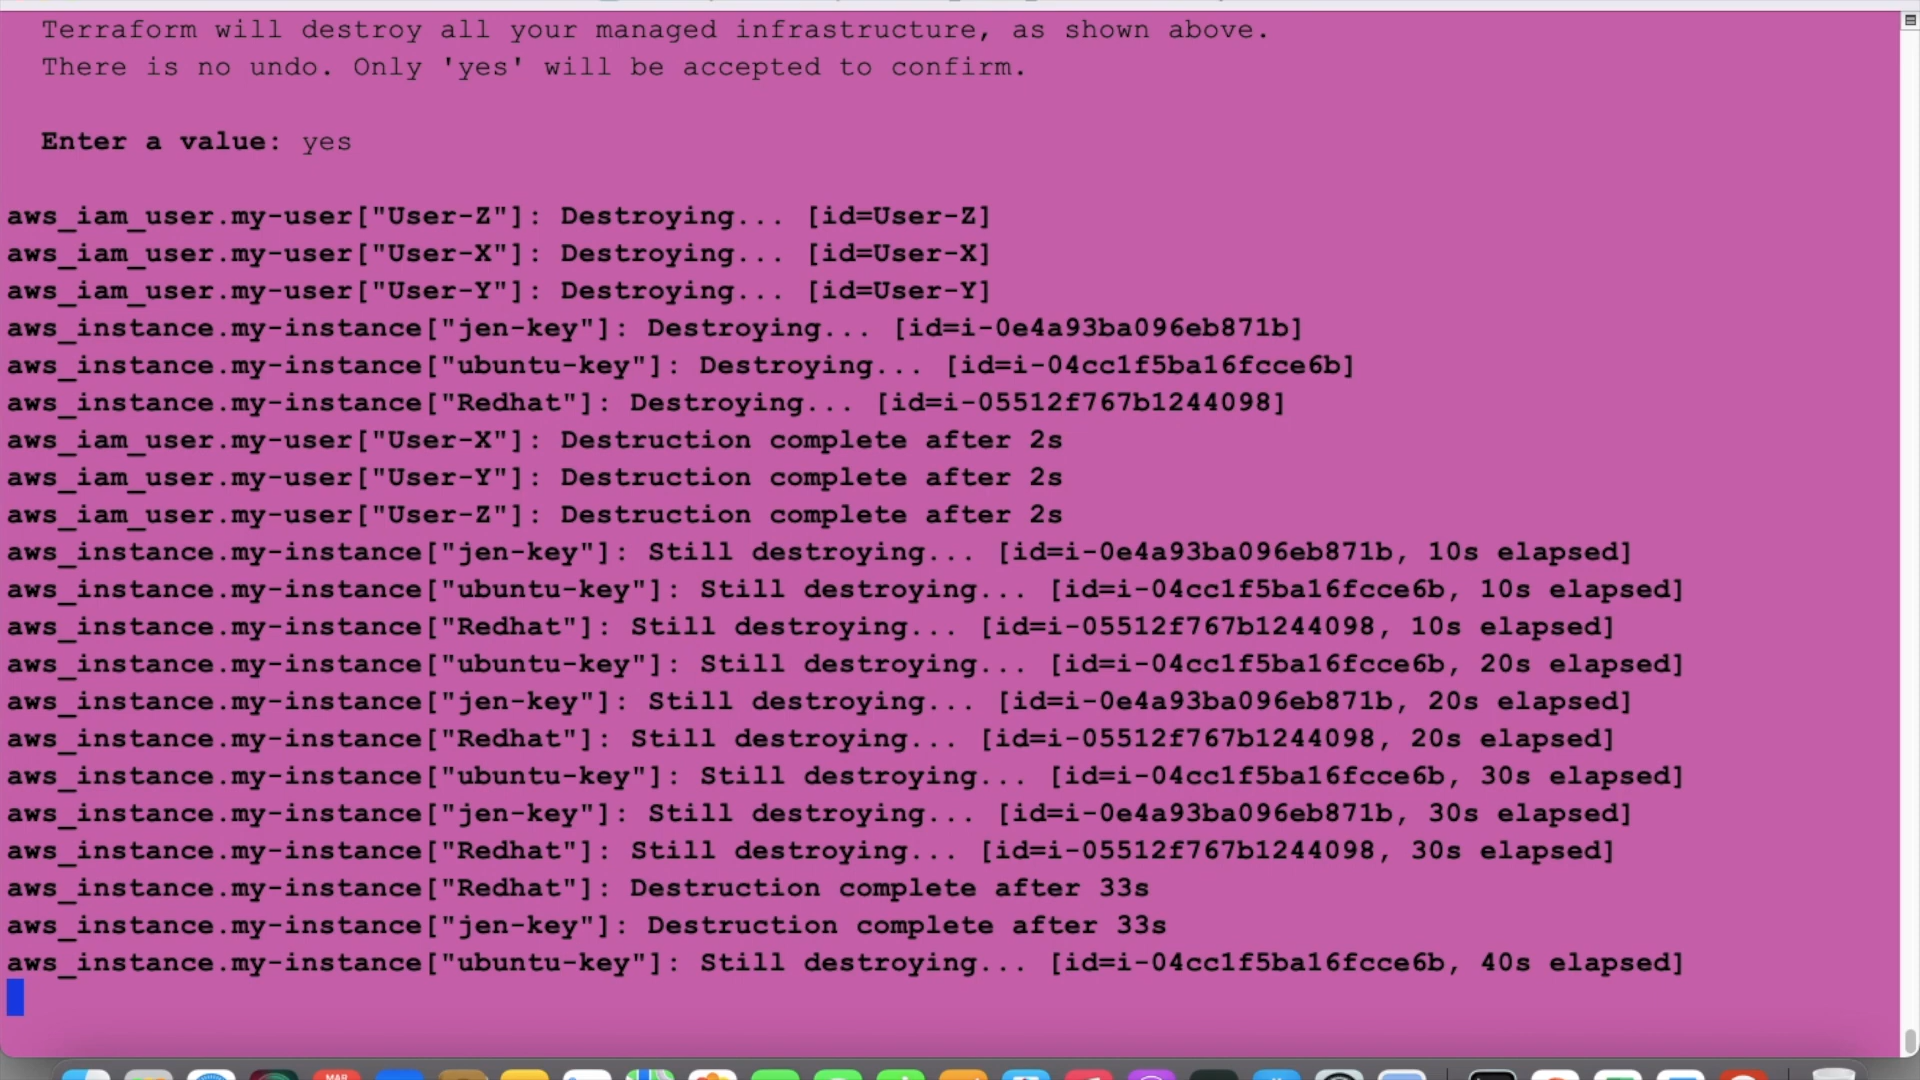 Terraform will destroy all your managed infrastructure, as shown above.
There is no undo. Only 'yes' will be accepted to confirm.
Enter a value: yes
aws_iam_user.my-user["User-Z"]: Destroying... [id=User-Z]
aws_iam_user.my-user["User-X"]: Destroying... [id=User-X]
aws_iam_user.my-user["User-Y"]: Destroying... [id=User-Y]
aws_instance.my-instance["jen-key"]: Destroying... [id=i-0e4a93ba096eb871b]
aws_instance.my-instance["ubuntu-key"]: Destroying... [id=i-04cc1f5ba16fcce6b]
aws_instance.my-instance["Redhat"]: Destroying... [id=i-05512f767b1244098]
aws_iam_user.my-user["User-X"]: Destruction complete after 2s
aws_iam_user.my-user["User-Y"]: Destruction complete after 2s
aws_iam_user.my-user["User-Z"]: Destruction complete after 2s
aws_instance.my-instance["jen-key"]: Still destroying... [id=i-0e4a93ba096eb871b, 10s elapsed]
aws_instance.my-instance["ubuntu-key"]: Still destroying... [id=i-04cc1f5ba16fcce6b, 10s elapsed]
aws_instance.my-instance["Redhat"]: Still destroying... [id=i-05512f767b1244098, 10s elapsed]
aws_instance.my-instance["ubuntu-key"]: Still destroying... [id=i-04cc1f5ba16fcce6b, 20s elapsed]
aws_instance.my-instance["jen-key"]: Still destroying... [id=i-0e4a93ba096eb871b, 20s elapsed]
aws_instance.my-instance["Redhat"]: Still destroying... [id=i-05512f767b1244098, 20s elapsed]
aws_instance.my-instance["ubuntu-key"]: Still destroying... [id=i-04cc1f5ba16fcce6b, 30s elapsed]
aws_instance.my-instance["jen-key"]: Still destroying... [id=i-0e4a93ba096eb871b, 30s elapsed]
aws_instance.my-instance["Redhat"]: Still destroying... [id=i-05512f767b1244098, 30s elapsed]
aws_instance.my-instance["Redhat"]: Destruction complete after 33s
aws_instance.my-instance["jen-key"]: Destruction complete after 33s
aws_instance.my-instance["ubuntu-key"]: Still destroying... [id=i-04cc1f5ba16fcce6b, 40s elapsed]
MAR